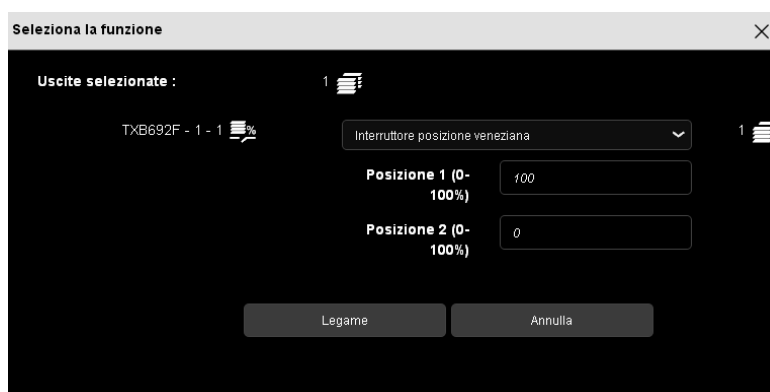 Seleziona la funzione
Uscite selezionate :
1
TXB692F - 1 - 1
%
Interruttore posizione veneziana
1
Posizione 1 (0-
100%)
100
Posizione 2 (0-
100%)
0
Legame
Annulla